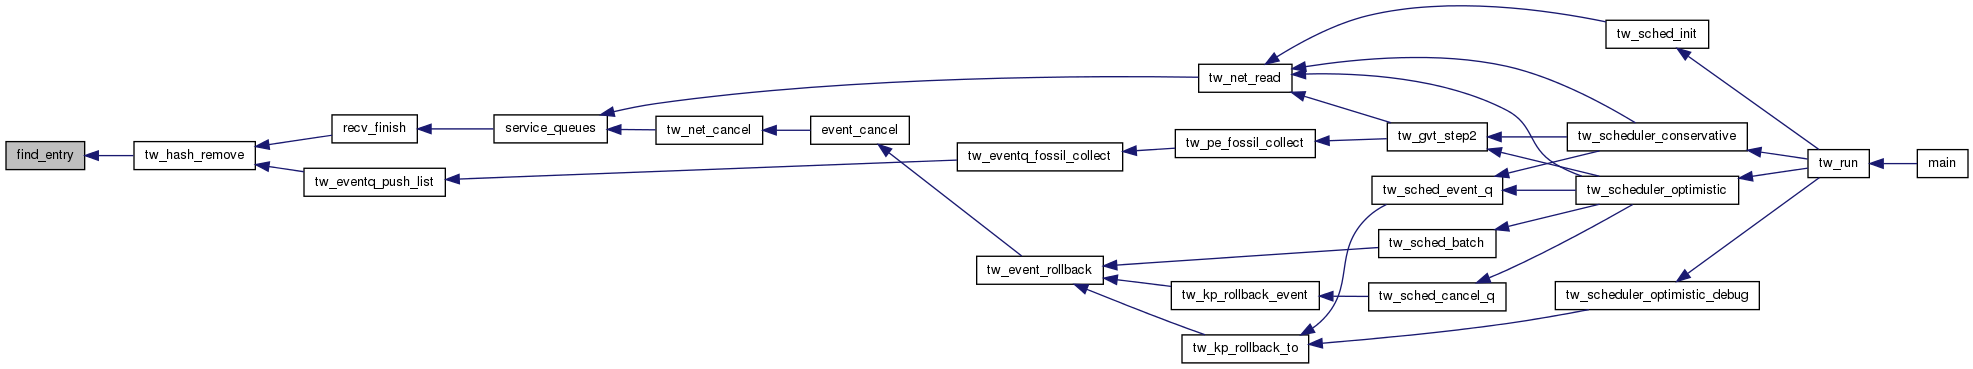 find_entry
tw_hash_remove
recv_finish
tw_eventq_push_list
service_queues
tw_net_cancel
event_cancel
tw_eventq_fossil_collect
tw_event_rollback
tw_net_read
tw_pe_fossil_collect
tw_kp_rollback_event
tw_kp_rollback_to
tw_gvt_step2
tw_sched_event_q
tw_sched_batch
tw_sched_cancel_q
tw_sched_init
tw_scheduler_conservative
tw_scheduler_optimistic
tw_scheduler_optimistic_debug
tw_run
main